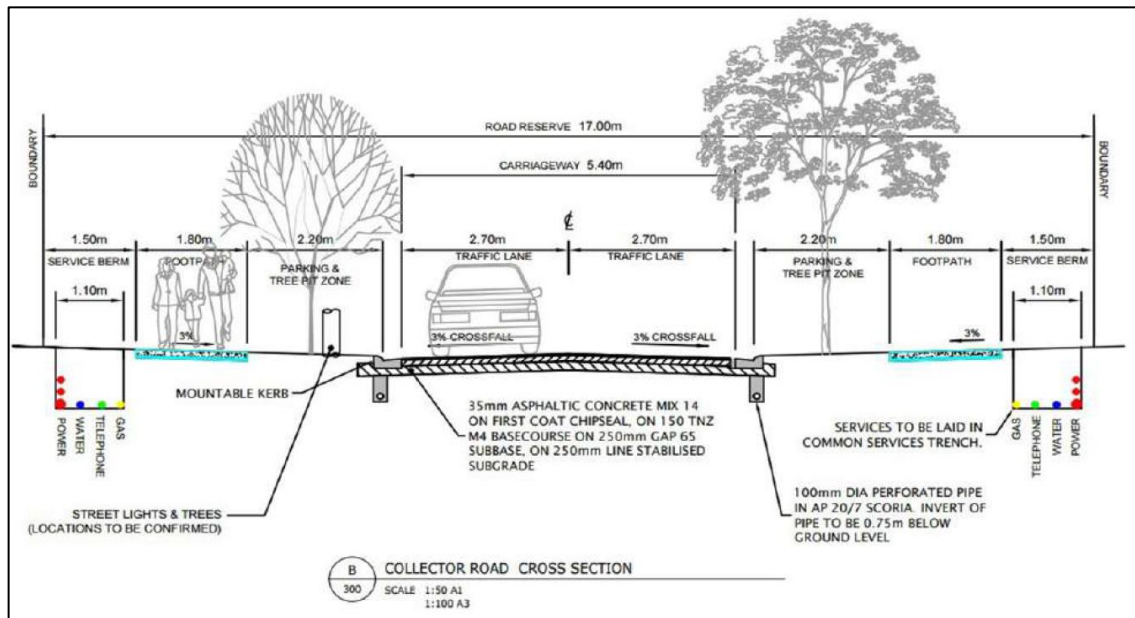 ROAD RESERVE 17.00m
CARRIAGEWAY 5.40m
BOUNDARY
BOUNDARY
℄
1.50m
SERVICE BERM
1.80m
FOOTPATH
2.20m
PARKING &
TREE PIT ZONE
2.70m
TRAFFIC LANE
2.70m
TRAFFIC LANE
2.20m
PARKING &
TREE PIT ZONE
1.80m
FOOTPATH
1.50m
SERVICE BERM
1.10m
1.10m
3%
3% CROSSFALL
3% CROSSFALL
3%
MOUNTABLE KERB
POWER
WATER
TELEPHONE
GAS
35mm ASPHALTIC CONCRETE MIX 14
ON FIRST COAT CHIPSEAL, ON 150 TNZ
M4 BASECOURSE ON 250mm GAP 65
SUBBASE, ON 250mm LINE STABILISED
SUBGRADE
SERVICES TO BE LAID IN
COMMON SERVICES TRENCH.
GAS
TELEPHONE
WATER
POWER
STREET LIGHTS & TREES
(LOCATIONS TO BE CONFIRMED)
100mm DIA PERFORATED PIPE
IN AP 20/7 SCORIA. INVERT OF
PIPE TO BE 0.75m BELOW
GROUND LEVEL
B
300
COLLECTOR ROAD CROSS SECTION
SCALE 1:50 A1
1:100 A3